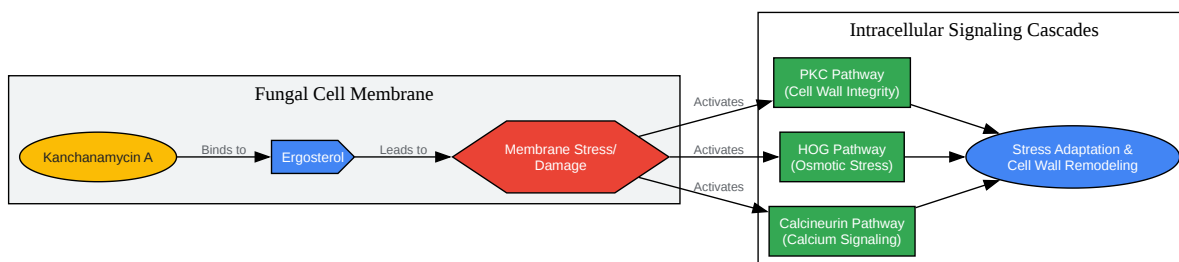 Intracellular Signaling Cascades
Fungal Cell Membrane
Kanchanamycin A
Binds to
Ergosterol
Leads to
Membrane Stress/
Damage
Activates
Activates
Activates
PKC Pathway
(Cell Wall Integrity)
HOG Pathway
(Osmotic Stress)
Calcineurin Pathway
(Calcium Signaling)
Stress Adaptation &
Cell Wall Remodeling